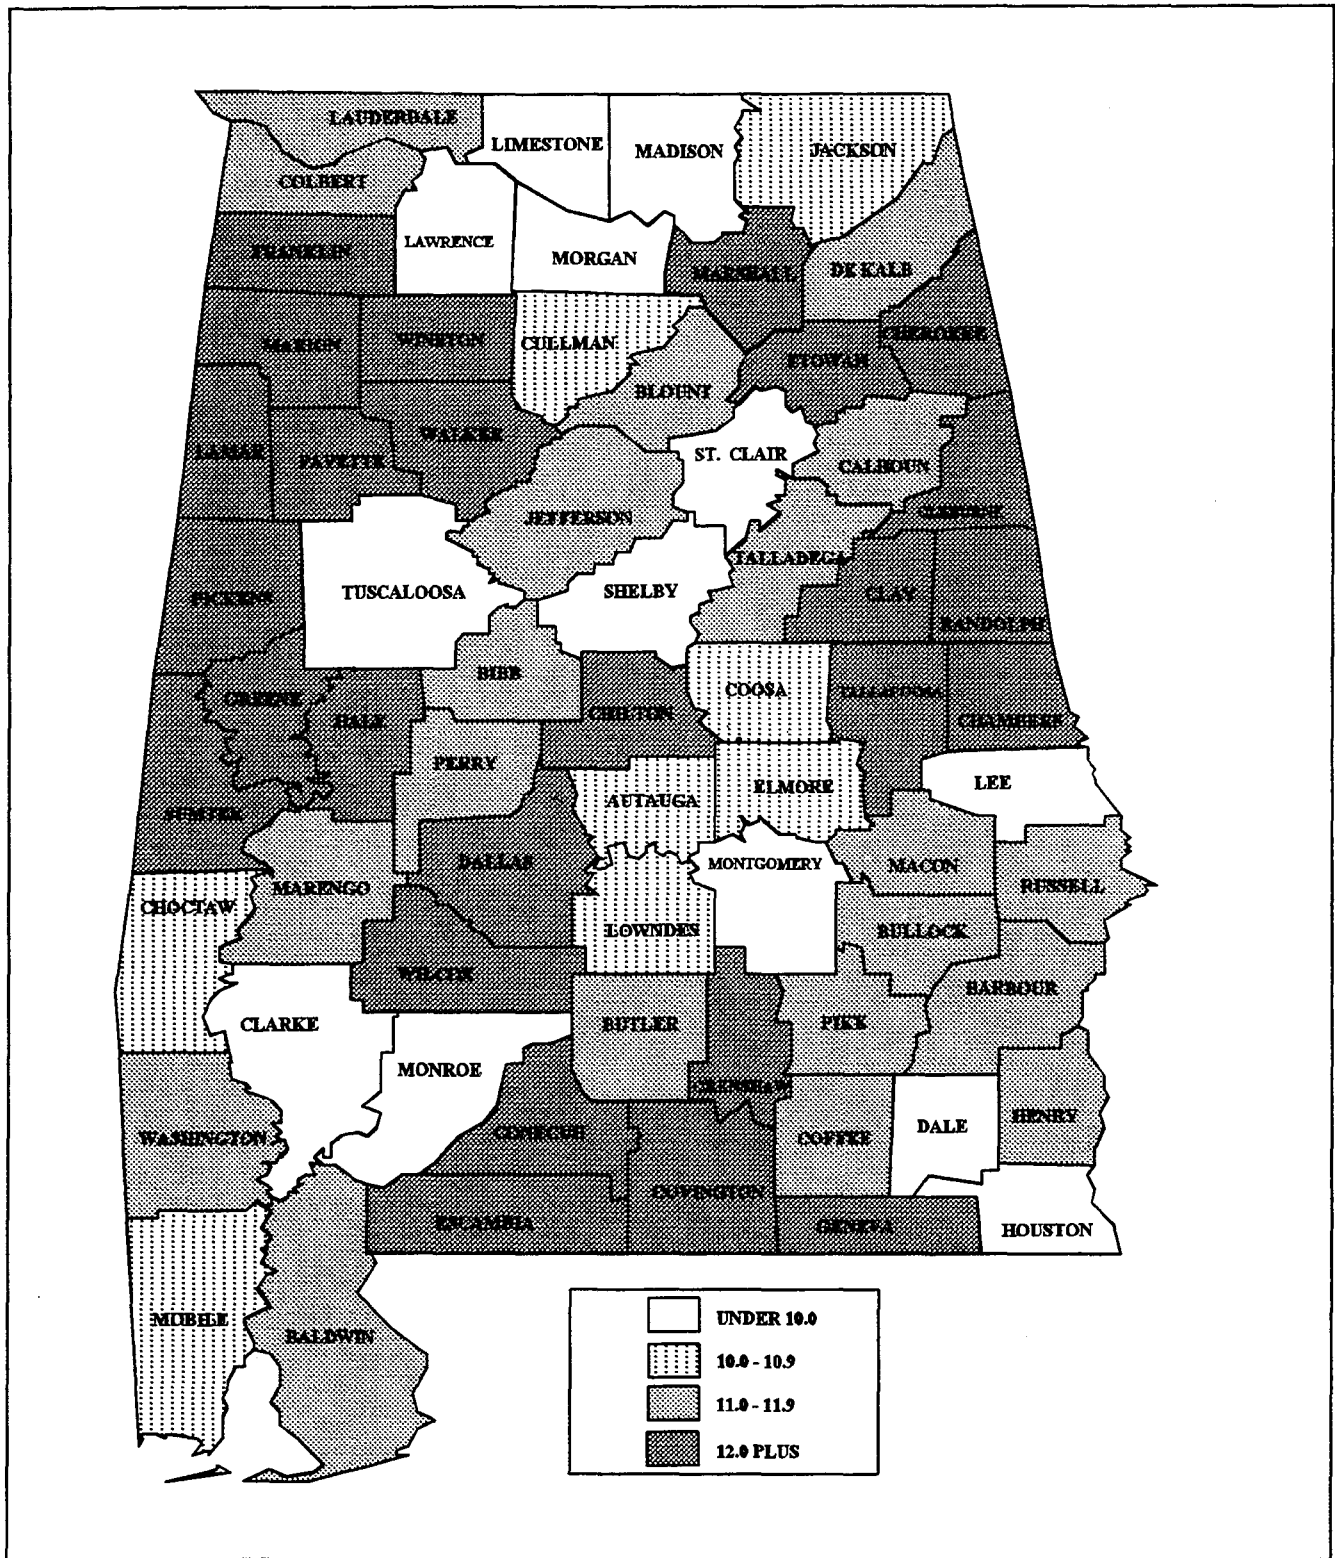 LAUDERDALE
LIMESTONE
MADISON
JACKSON
COLBERT
LAWRENCE
FRANKLIN
MORGAN
MARSHALL
DE KALB
CHEROKEE
MARION
WINSTON
CULLMAN
ETOWAH
BLOUNT
LAMAR
FAYETTE
WALKER
ST. CLAIR
CALHOUN
CLEBURNE
JEFFERSON
TALLADEGA
PICKENS
TUSCALOOSA
SHELBY
CLAY
RANDOLPH
GREENE
HALE
BIBB
CHILTON
COOSA
TALLAPOOSA
CHAMBERS
PERRY
AUTAUGA
ELMORE
LEE
SUMTER
DALLAS
MONTGOMERY
MACON
RUSSELL
CHOCTAW
MARENGO
LOWNDES
BULLOCK
WILCOX
BARBOUR
CLARKE
BUTLER
PIKE
MONROE
CRENSHAW
WASHINGTON
CONECUH
COFFEE
DALE
HENRY
COVINGTON
ESCAMBIA
GENEVA
HOUSTON
MOBILE
BALDWIN
UNDER 10.0
10.0 - 10.9
11.0 - 11.9
12.0 PLUS